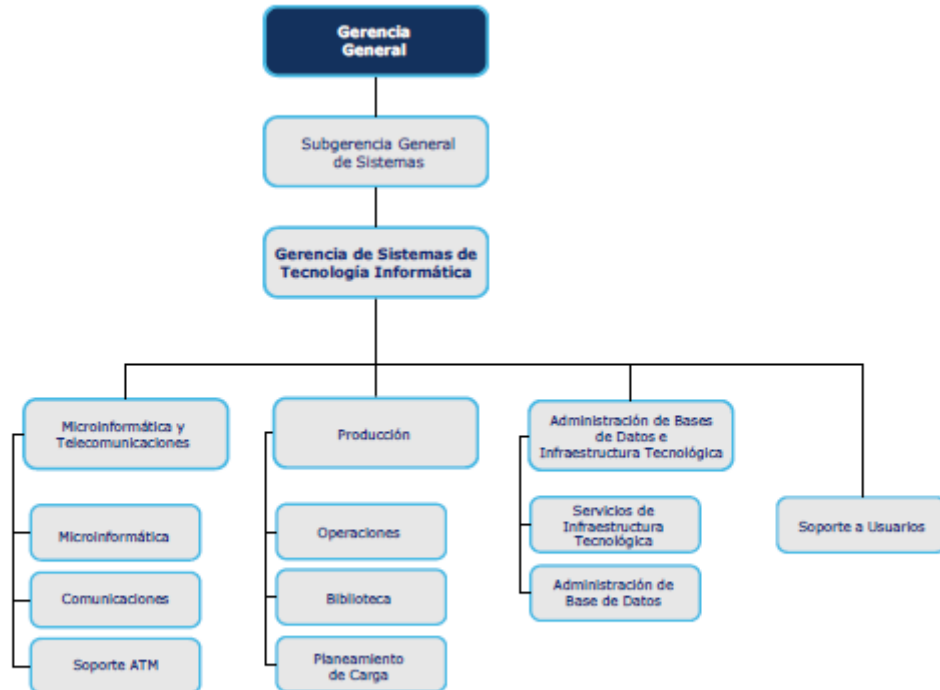 Gerencia
General
Subgerencia General
de Sistemas
Gerencia de Sistemas de
Tecnología Informática
Microinformática y
Telecomunicaciones
Producción
Administración de Bases
de Datos e
Infraestructura Tecnológica
Microinformática
Operaciones
Servicios de
Infraestructura
Tecnológica
Soporte a Usuarios
Comunicaciones
Biblioteca
Administración de
Base de Datos
Soporte ATM
Planeamiento
de Carga